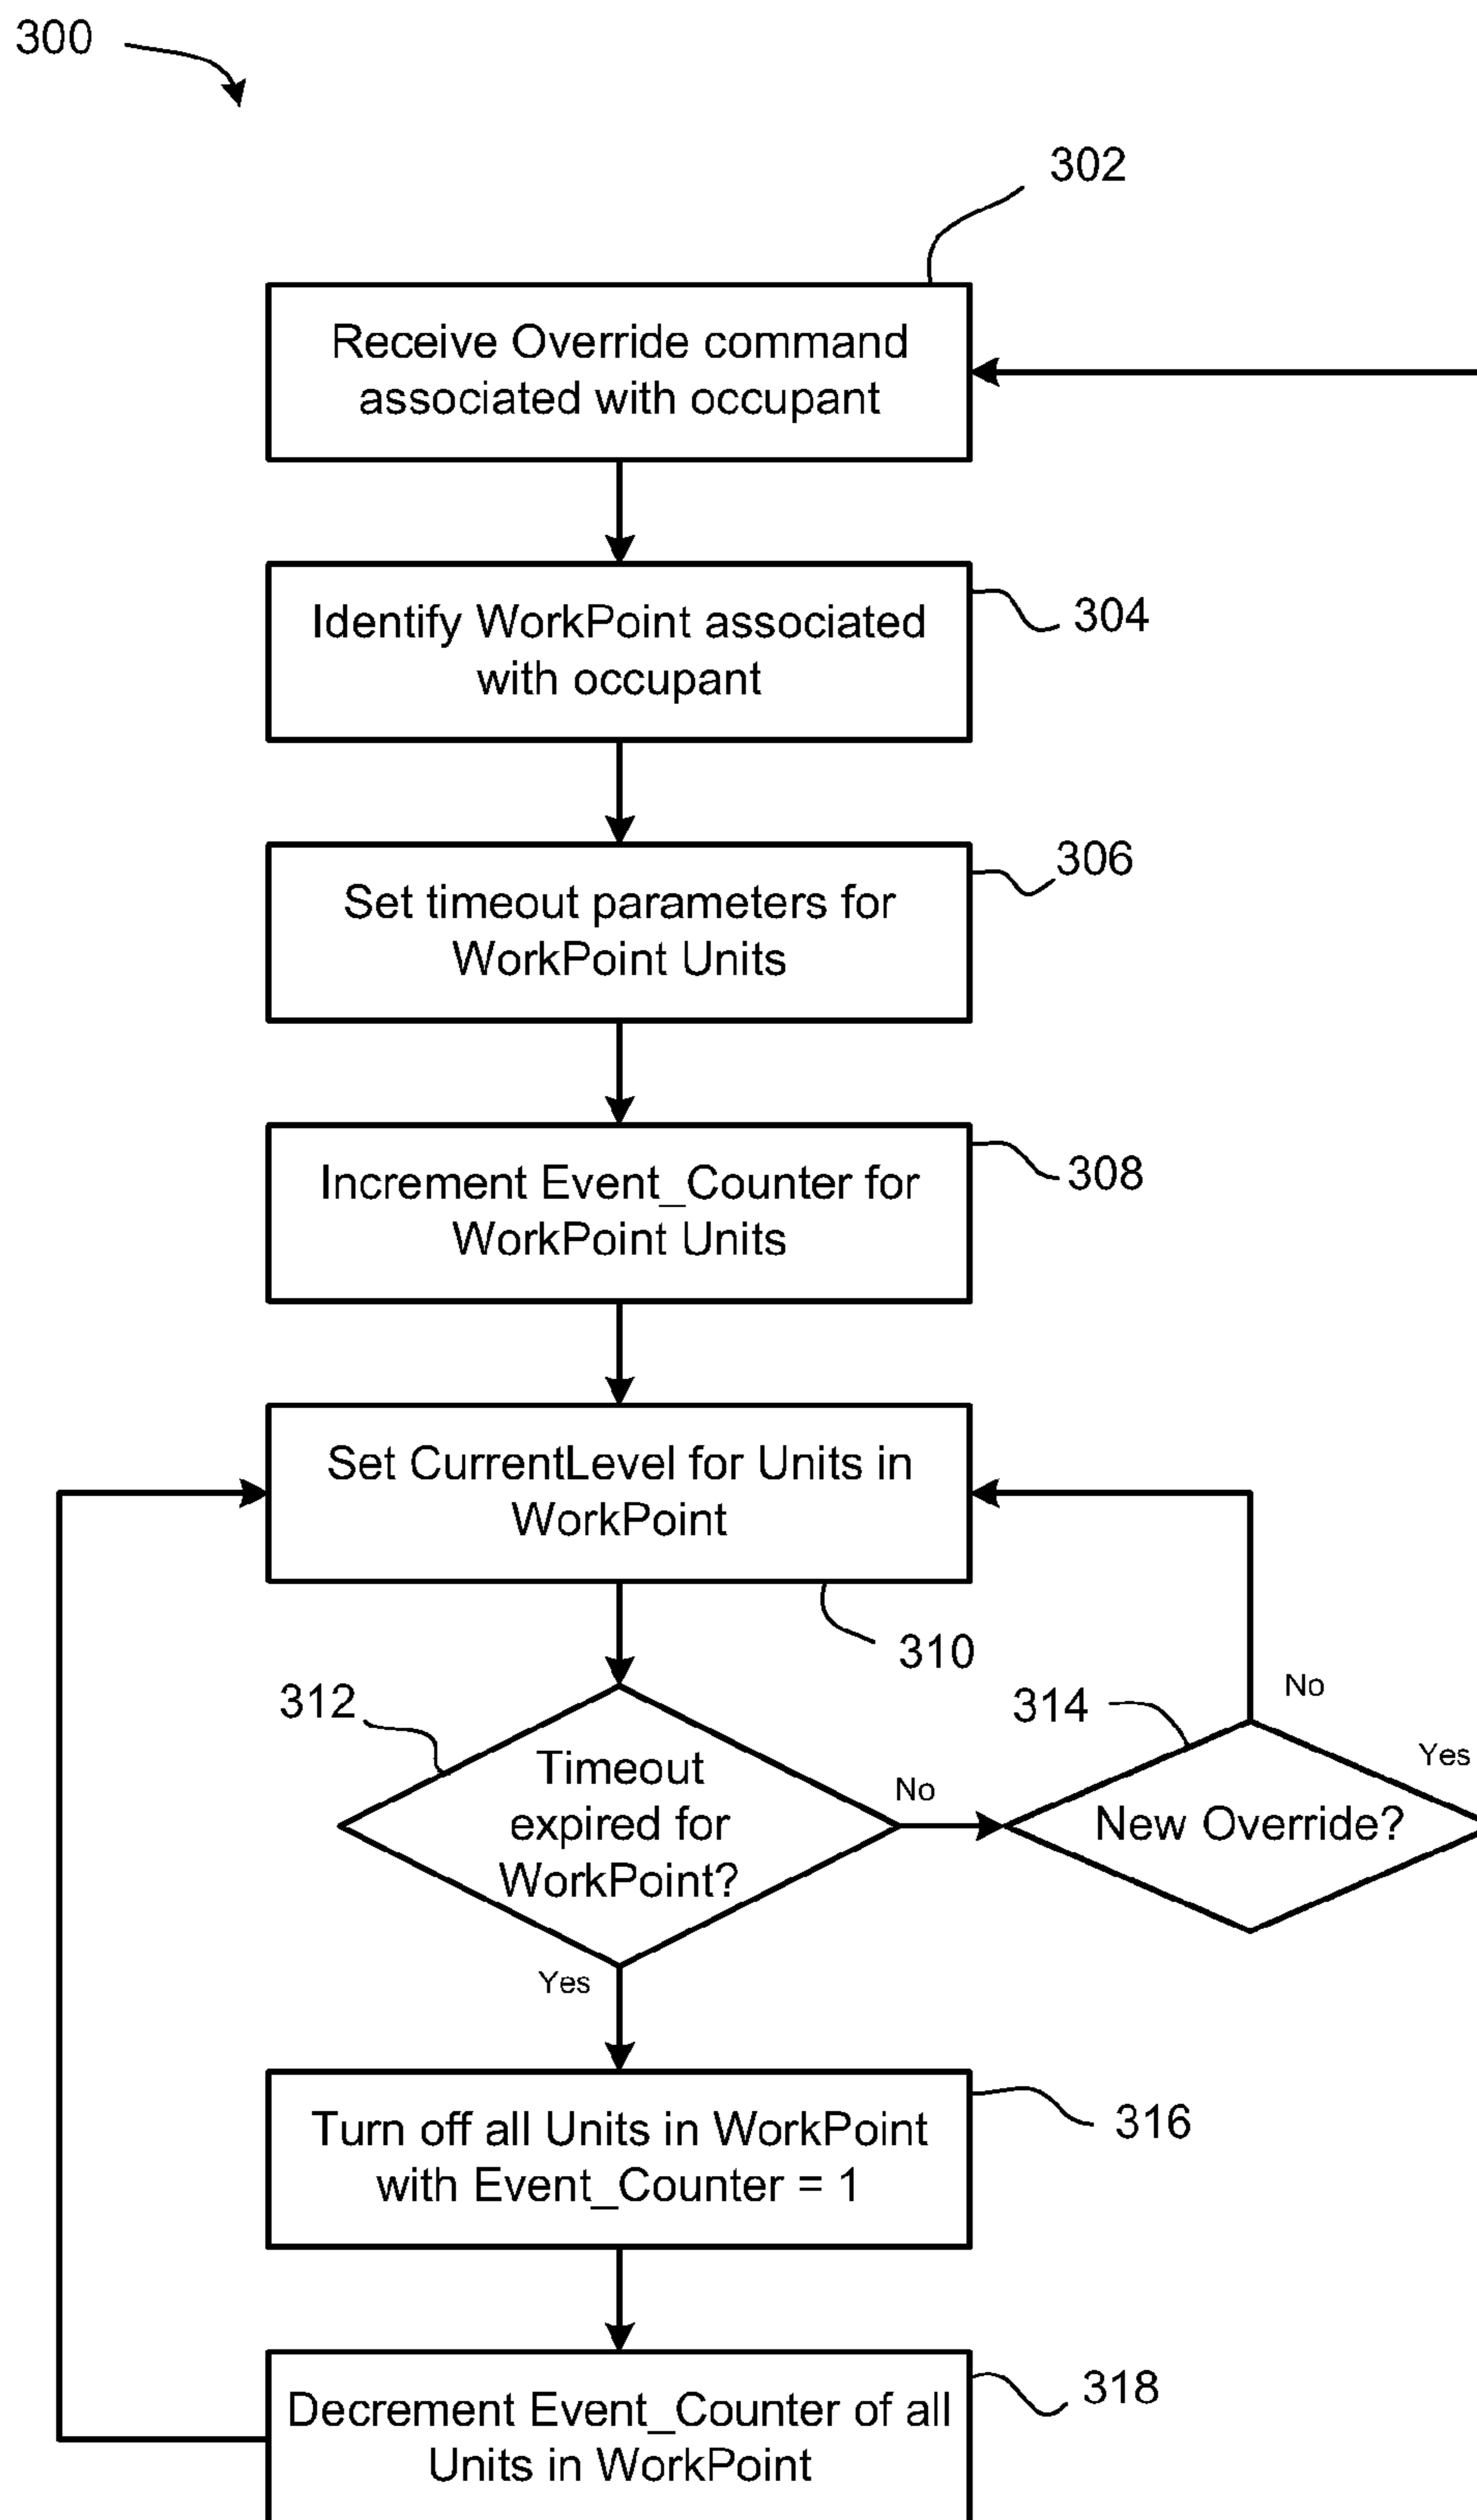 300
302
Receive Override command
associated with occupant
304
Identify WorkPoint associated
with occupant
306
Set timeout parameters for
WorkPoint Units
308
Increment Event_Counter for
WorkPoint Units
Set CurrentLevel for Units in
WorkPoint
310
312
314
No
Yes
Timeout
expired for
WorkPoint?
No
New Override?
Yes
316
Turn off all Units in WorkPoint
with Event_Counter = 1
318
Decrement Event_Counter of all
Units in WorkPoint